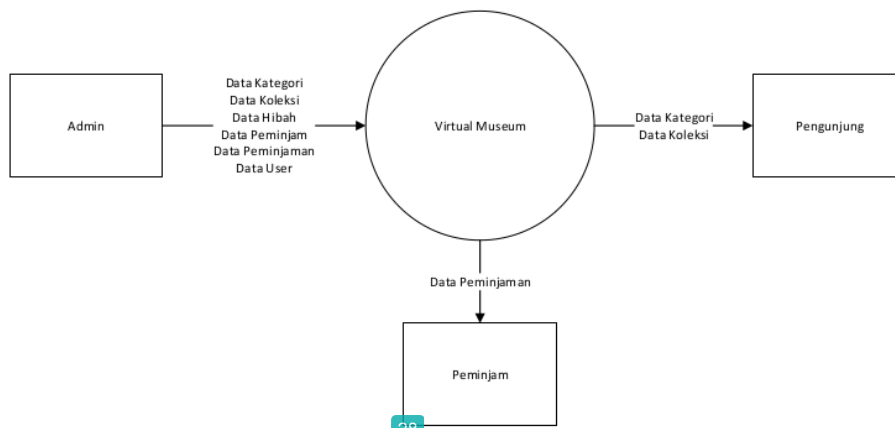 Admin
Data Kategori
Data Koleksi
Data Hibah
Data Peminjam
Data Peminjaman
Data User
Virtual Museum
Data Kategori
Data Koleksi
Pengunjung
Data Peminjaman
Peminjam
38